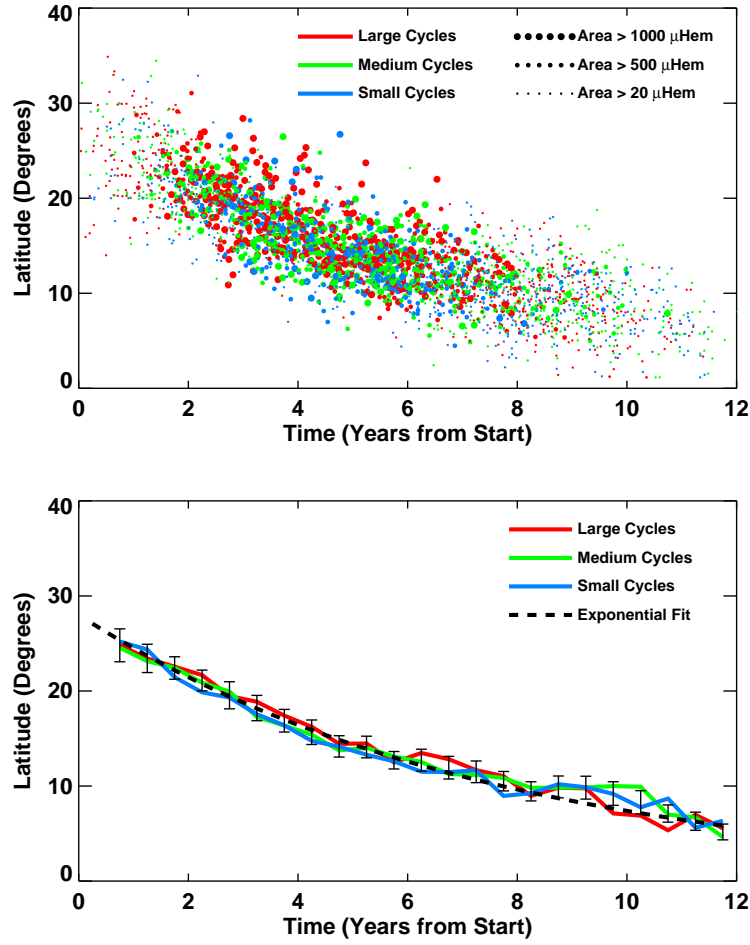 40
30
20
10
0
Latitude (Degrees)
Large Cycles
Medium Cycles
Small Cycles
Area > 1000 μHem
Area > 500 μHem
Area > 20 μHem
0 2 4 6 8 10 12
Time (Years from Start)
40
30
20
10
0
Latitude (Degrees)
Large Cycles
Medium Cycles
Small Cycles
Exponential Fit
0 2 4 6 8 10 12
Time (Years from Start)